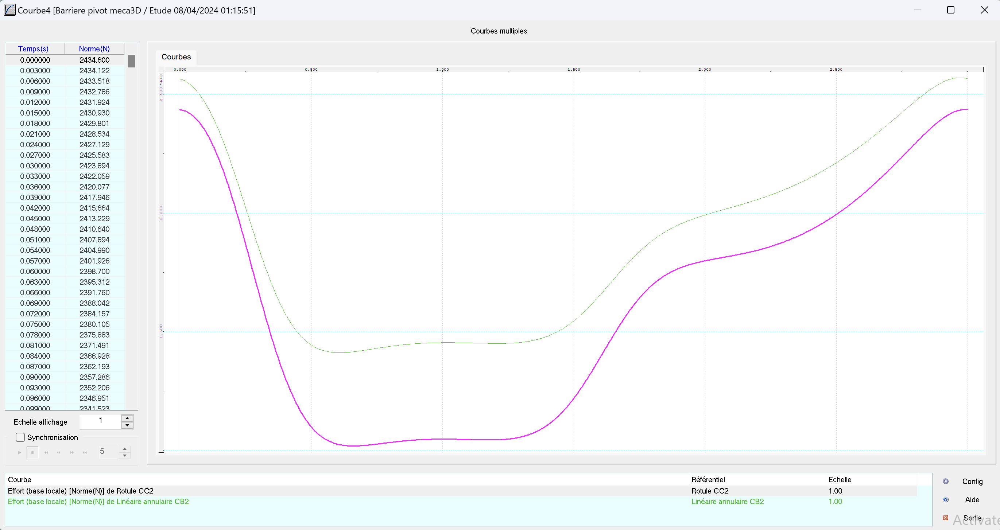 Courbe4 [Barriere pivot meca3D / Etude 08/04/2024 01:15:51]
Courbes multiples
Temps(s) Norme(N)
0.000000 2434.600
0.003000 2434.122
0.006000 2433.518
0.009000 2432.786
0.012000 2431.924
0.015000 2430.930
0.018000 2429.801
0.021000 2428.534
0.024000 2427.129
0.027000 2425.583
0.030000 2423.894
0.033000 2422.059
0.036000 2420.077
0.039000 2417.946
0.042000 2415.664
0.045000 2413.229
0.048000 2410.640
0.051000 2407.894
0.054000 2404.990
0.057000 2401.926
0.060000 2398.700
0.063000 2395.312
0.066000 2391.760
0.069000 2388.042
0.072000 2384.157
0.075000 2380.105
0.078000 2375.883
0.081000 2371.491
0.084000 2366.928
0.087000 2362.193
0.090000 2357.286
0.093000 2352.206
0.096000 2346.951
0.099000 2341.523
Echelle affichage 1
Synchronisation
5
Courbes
0.000 0.500 1.000 1.500 2.000 2.500
2.500 *e+3
2.000
1.500
Courbe Référentiel Echelle
Effort (base locale) [Norme(N)] de Rotule CC2 Rotule CC2 1.00
Effort (base locale) [Norme(N)] de Linéaire annulaire CB2 Linéaire annulaire CB2 1.00
Config
Aide
Sortie
Activate